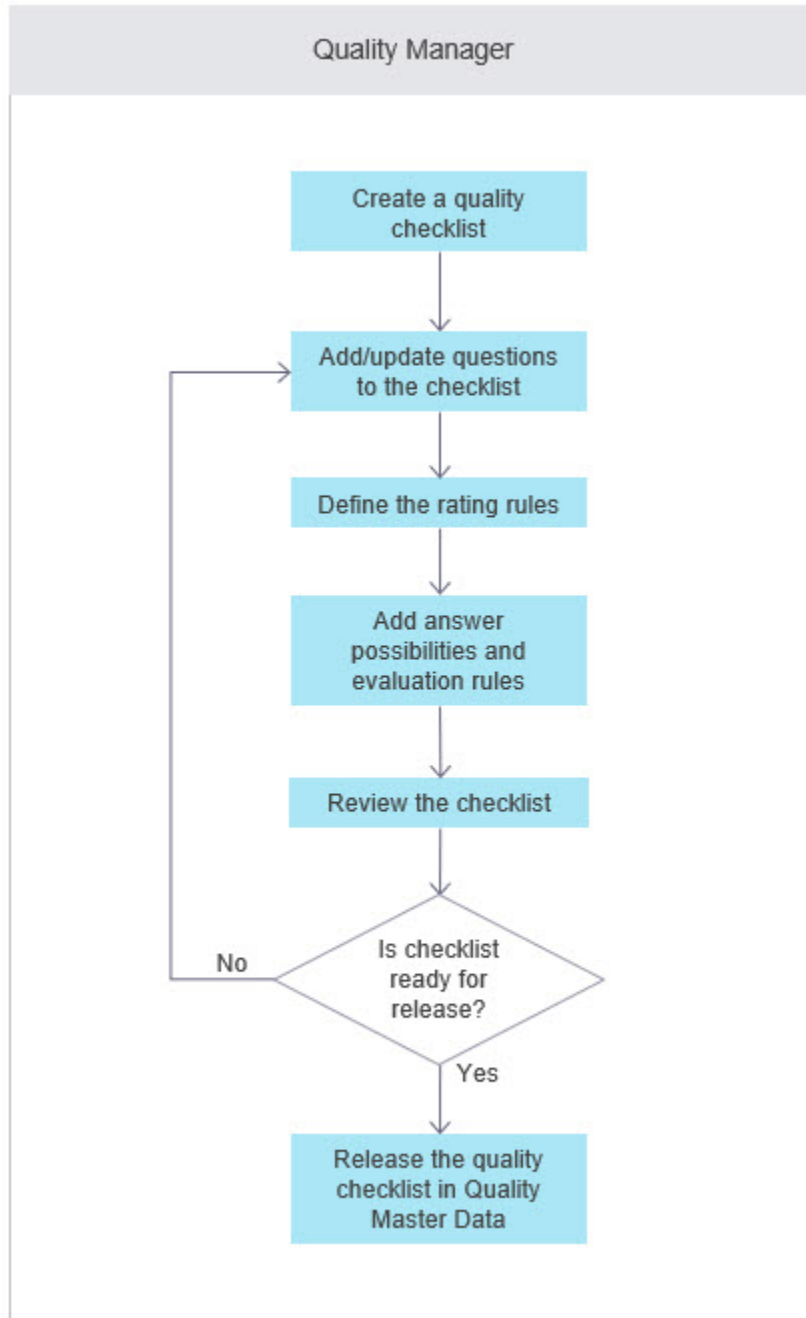 Quality Manager
Create a quality
checklist
Add/update questions
to the checklist
Define the rating rules
Add answer
possibilities and
evaluation rules
Review the checklist
Is checklist
ready for
release?
No
Yes
Release the quality
checklist in Quality
Master Data